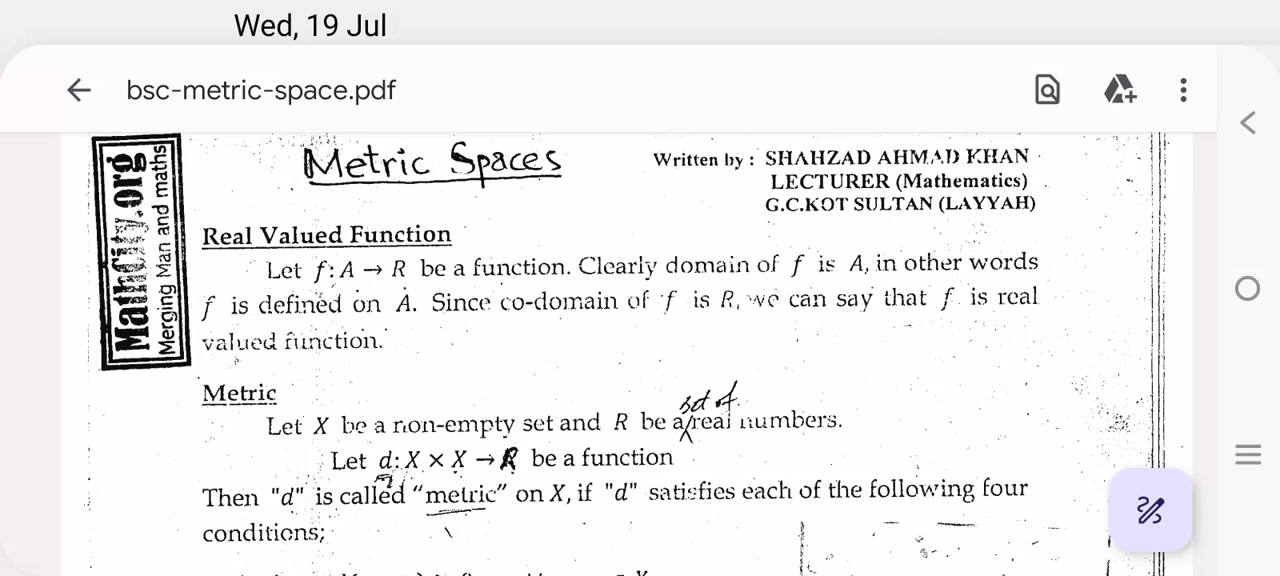 Wed, 19 Jul
bsc-metric-space.pdf
Mathcity.org
Merging Man and maths
Metric Spaces
Written by : SHAHZAD AHMAD KHAN
LECTURER (Mathematics)
G.C.KOT SULTAN (LAYYAH)
Real Valued Function
Let f: A → R be a function. Clearly domain of f is A, in other words
f is defined on A. Since co-domain of f is R, we can say that f is real
valued function.
Metric
set of
Let X be a non-empty set and R be a real numbers.
Let d: X × X → R be a function
Then "d" is called “metric” on X, if "d" satisfies each of the following four
conditions;